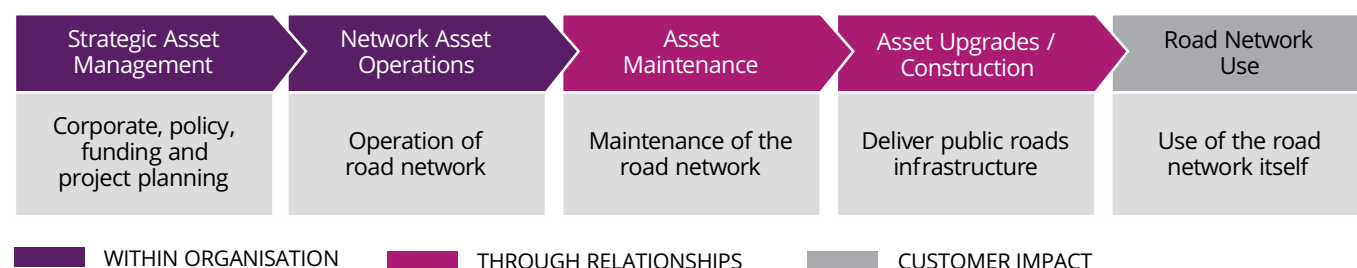 Strategic Asset
Management
Network Asset
Operations
Asset
Maintenance
Asset Upgrades /
Construction
Road Network
Use
Corporate, policy,
funding and
project planning
Operation of
road network
Maintenance of the
road network
Deliver public roads
infrastructure
Use of the road
network itself
WITHIN ORGANISATION
THROUGH RELATIONSHIPS
CUSTOMER IMPACT